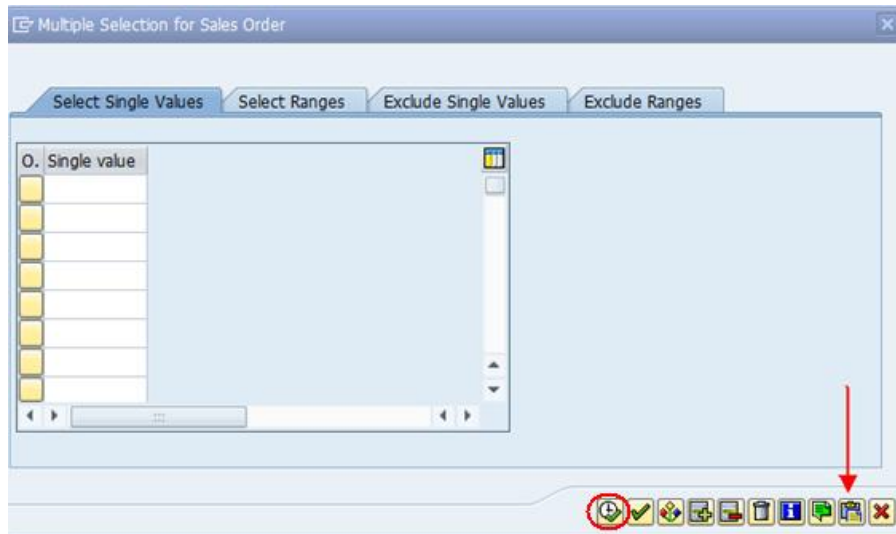 Multiple Selection for Sales Order
Select Single Values Select Ranges Exclude Single Values Exclude Ranges
O. Single value